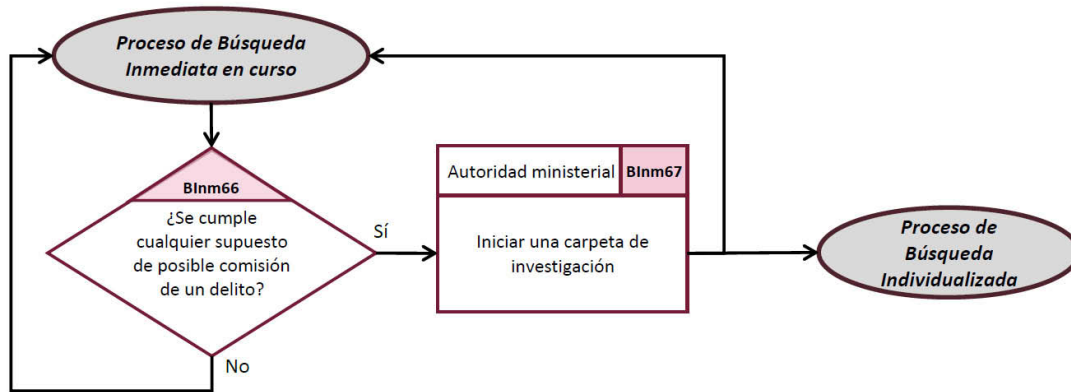 Proceso de Búsqueda
Inmediata en curso
BInm66
¿Se cumple
cualquier supuesto
de posible comisión
de un delito?
Sí
No
Autoridad ministerial
BInm67
Iniciar una carpeta de
investigación
Proceso de
Búsqueda
Individualizada